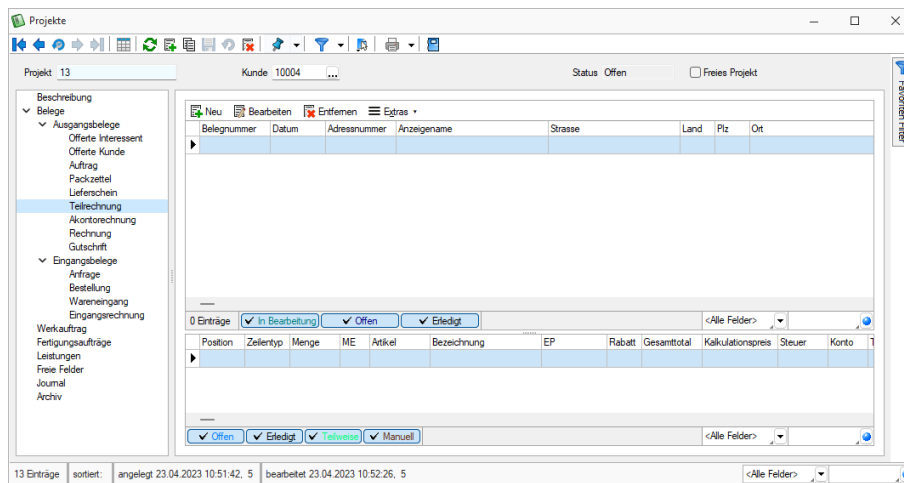 Projekte
Projekt 13 Kunde 10004 ... Status Offen Freies Projekt
Favoriten Filter
Beschreibung
Belege
Ausgangsbelege
Offerte Interessent
Offerte Kunde
Auftrag
Packzettel
Lieferschein
Teilrechnung
Akontorechnung
Rechnung
Gutschrift
Eingangsbelege
Anfrage
Bestellung
Wareneingang
Eingangsrechnung
Werkauftrag
Fertigungsaufträge
Leistungen
Freie Felder
Journal
Archiv
Neu Bearbeiten Entfernen Extras
Belegnummer Datum Adressnummer Anzeigename Strasse Land Plz Ort
0 Einträge In Bearbeitung Offen Erledigt <Alle Felder>
Position Zeilentyp Menge ME Artikel Bezeichnung EP Rabatt Gesamttotal Kalkulationspreis Steuer Konto T
Offen Erledigt Teilweise Manuell <Alle Felder>
13 Einträge sortiert: angelegt 23.04.2023 10:51:42, 5 bearbeitet 23.04.2023 10:52:26, 5 <Alle Felder>